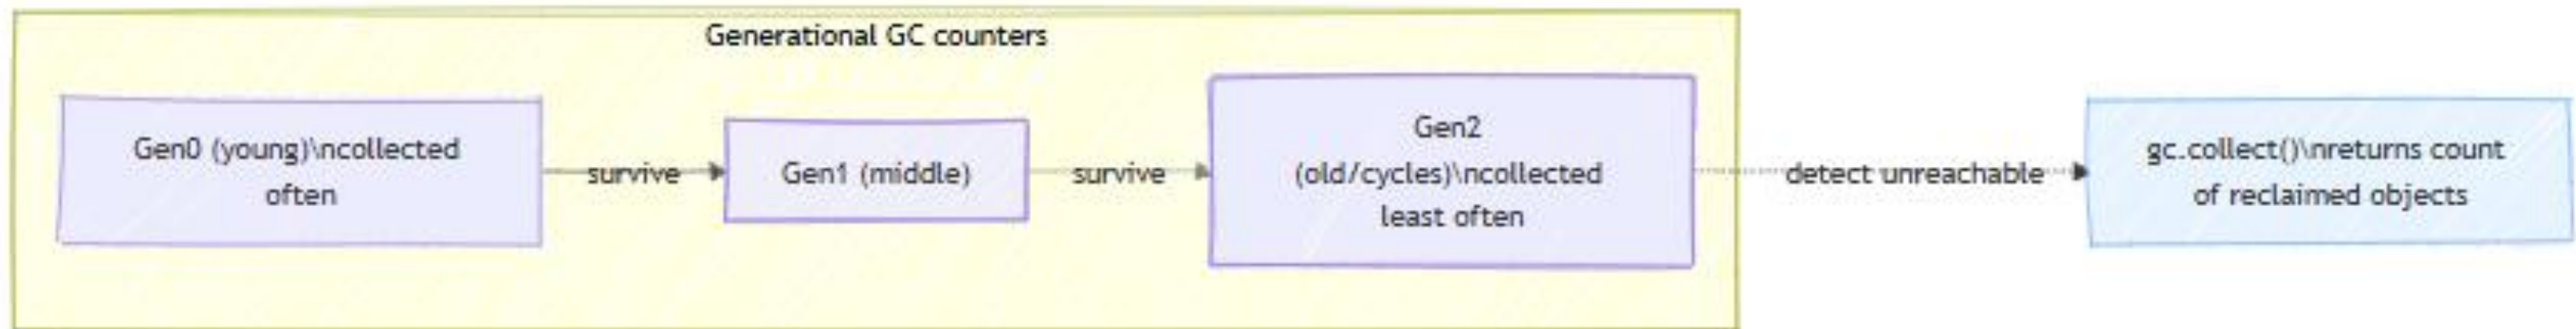 Generational GC counters
Gen0 (young)\ncollected
often
survive
Gen1 (middle)
survive
Gen2
(old/cycles)\ncollected
least often
detect unreachable
gc.collect()\nreturns count
of reclaimed objects